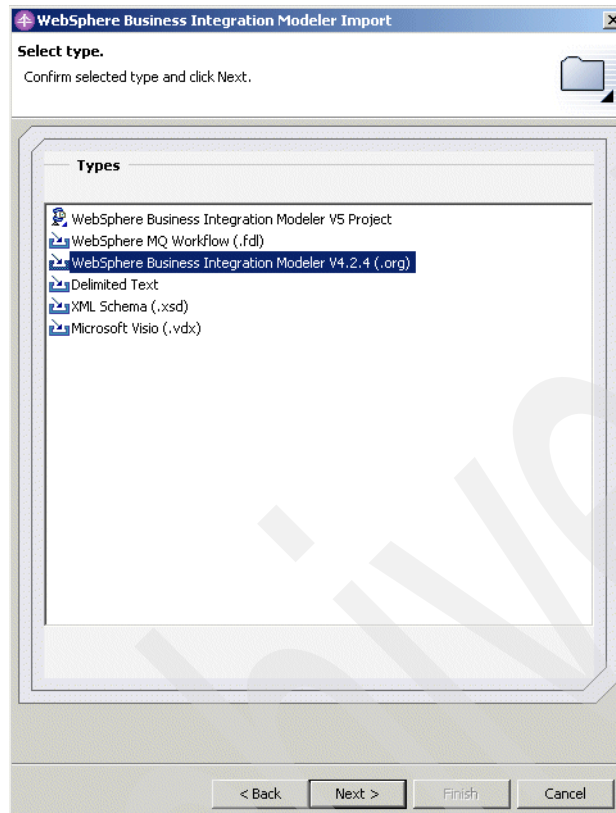 WebSphere Business Integration Modeler Import
Select type.
Confirm selected type and click Next.
Types
WebSphere Business Integration Modeler V5 Project
WebSphere MQ Workflow (.fdl)
WebSphere Business Integration Modeler V4.2.4 (.org)
Delimited Text
XML Schema (.xsd)
Microsoft Visio (.vdx)
< Back Next > Finish Cancel